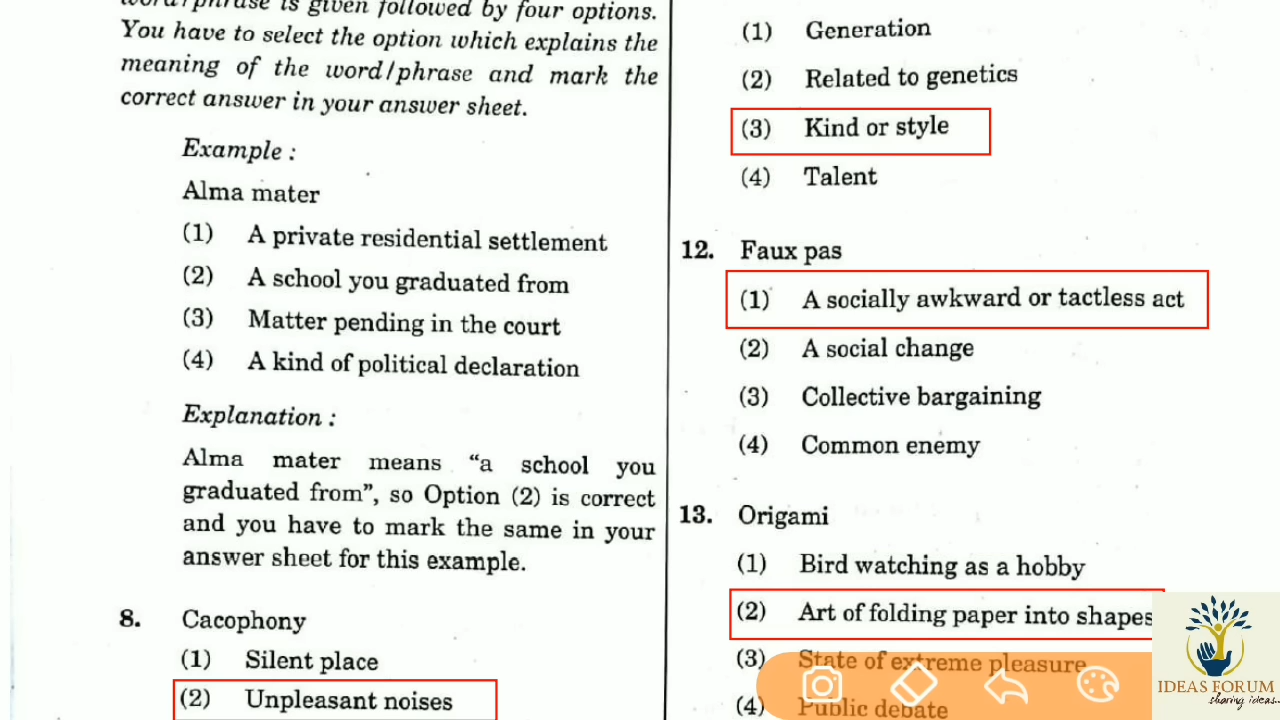 word/phrase is given followed by four options.
You have to select the option which explains the
meaning of the word/phrase and mark the
correct answer in your answer sheet.
Example :
Alma mater
(1) A private residential settlement
(2) A school you graduated from
(3) Matter pending in the court
(4) A kind of political declaration
Explanation :
Alma mater means “a school you
graduated from”, so Option (2) is correct
and you have to mark the same in your
answer sheet for this example.
8. Cacophony
(1) Silent place
(2) Unpleasant noises
(1) Generation
(2) Related to genetics
(3) Kind or style
(4) Talent
12. Faux pas
(1) A socially awkward or tactless act
(2) A social change
(3) Collective bargaining
(4) Common enemy
13. Origami
(1) Bird watching as a hobby
(2) Art of folding paper into shapes
(3) State of extreme pleasure
(4) Public debate
IDEAS FORUM
sharing ideas..